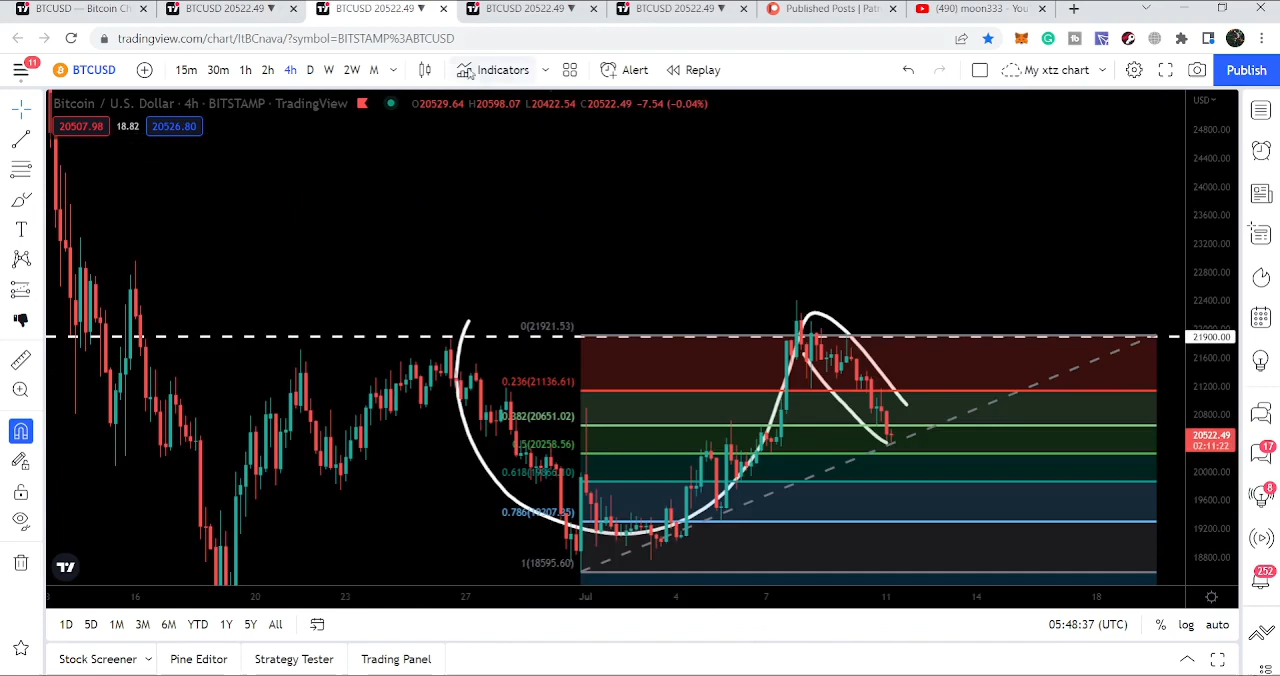 BTCUSD — Bitcoin Ch
BTCUSD 20522.49 ▼
BTCUSD 20522.49 ▼
BTCUSD 20522.49 ▼
BTCUSD 20522.49 ▼
Published Posts | Pat
(490) moon333 - You
tradingview.com/chart/ltBCnava/?symbol=BITSTAMP%3ABTCUSD
11
BTCUSD
15m 30m 1h 2h 4h D W 2W M
Indicators
Alert
Replay
My xtz chart
Publish
Bitcoin / U.S. Dollar · 4h · BITSTAMP · TradingView
O20529.64 H20598.07 L20422.54 C20522.49 −7.54 (−0.04%)
20507.98 18.82 20526.80
USD
24800.00
24400.00
24000.00
23600.00
23200.00
22800.00
22400.00
21900.00
21600.00
21200.00
20800.00
20522.49
02:11:22
20000.00
19600.00
19200.00
18800.00
0(21921.53)
0.236(21136.61)
0.382(20651.02)
0.5(20258.56)
1(18595.60)
16 20 23 27 Jul 4 7 11 14 18
1D 5D 1M 3M 6M YTD 1Y 5Y All
05:48:37 (UTC)
% log auto
Stock Screener
Pine Editor
Strategy Tester
Trading Panel
17
8
252